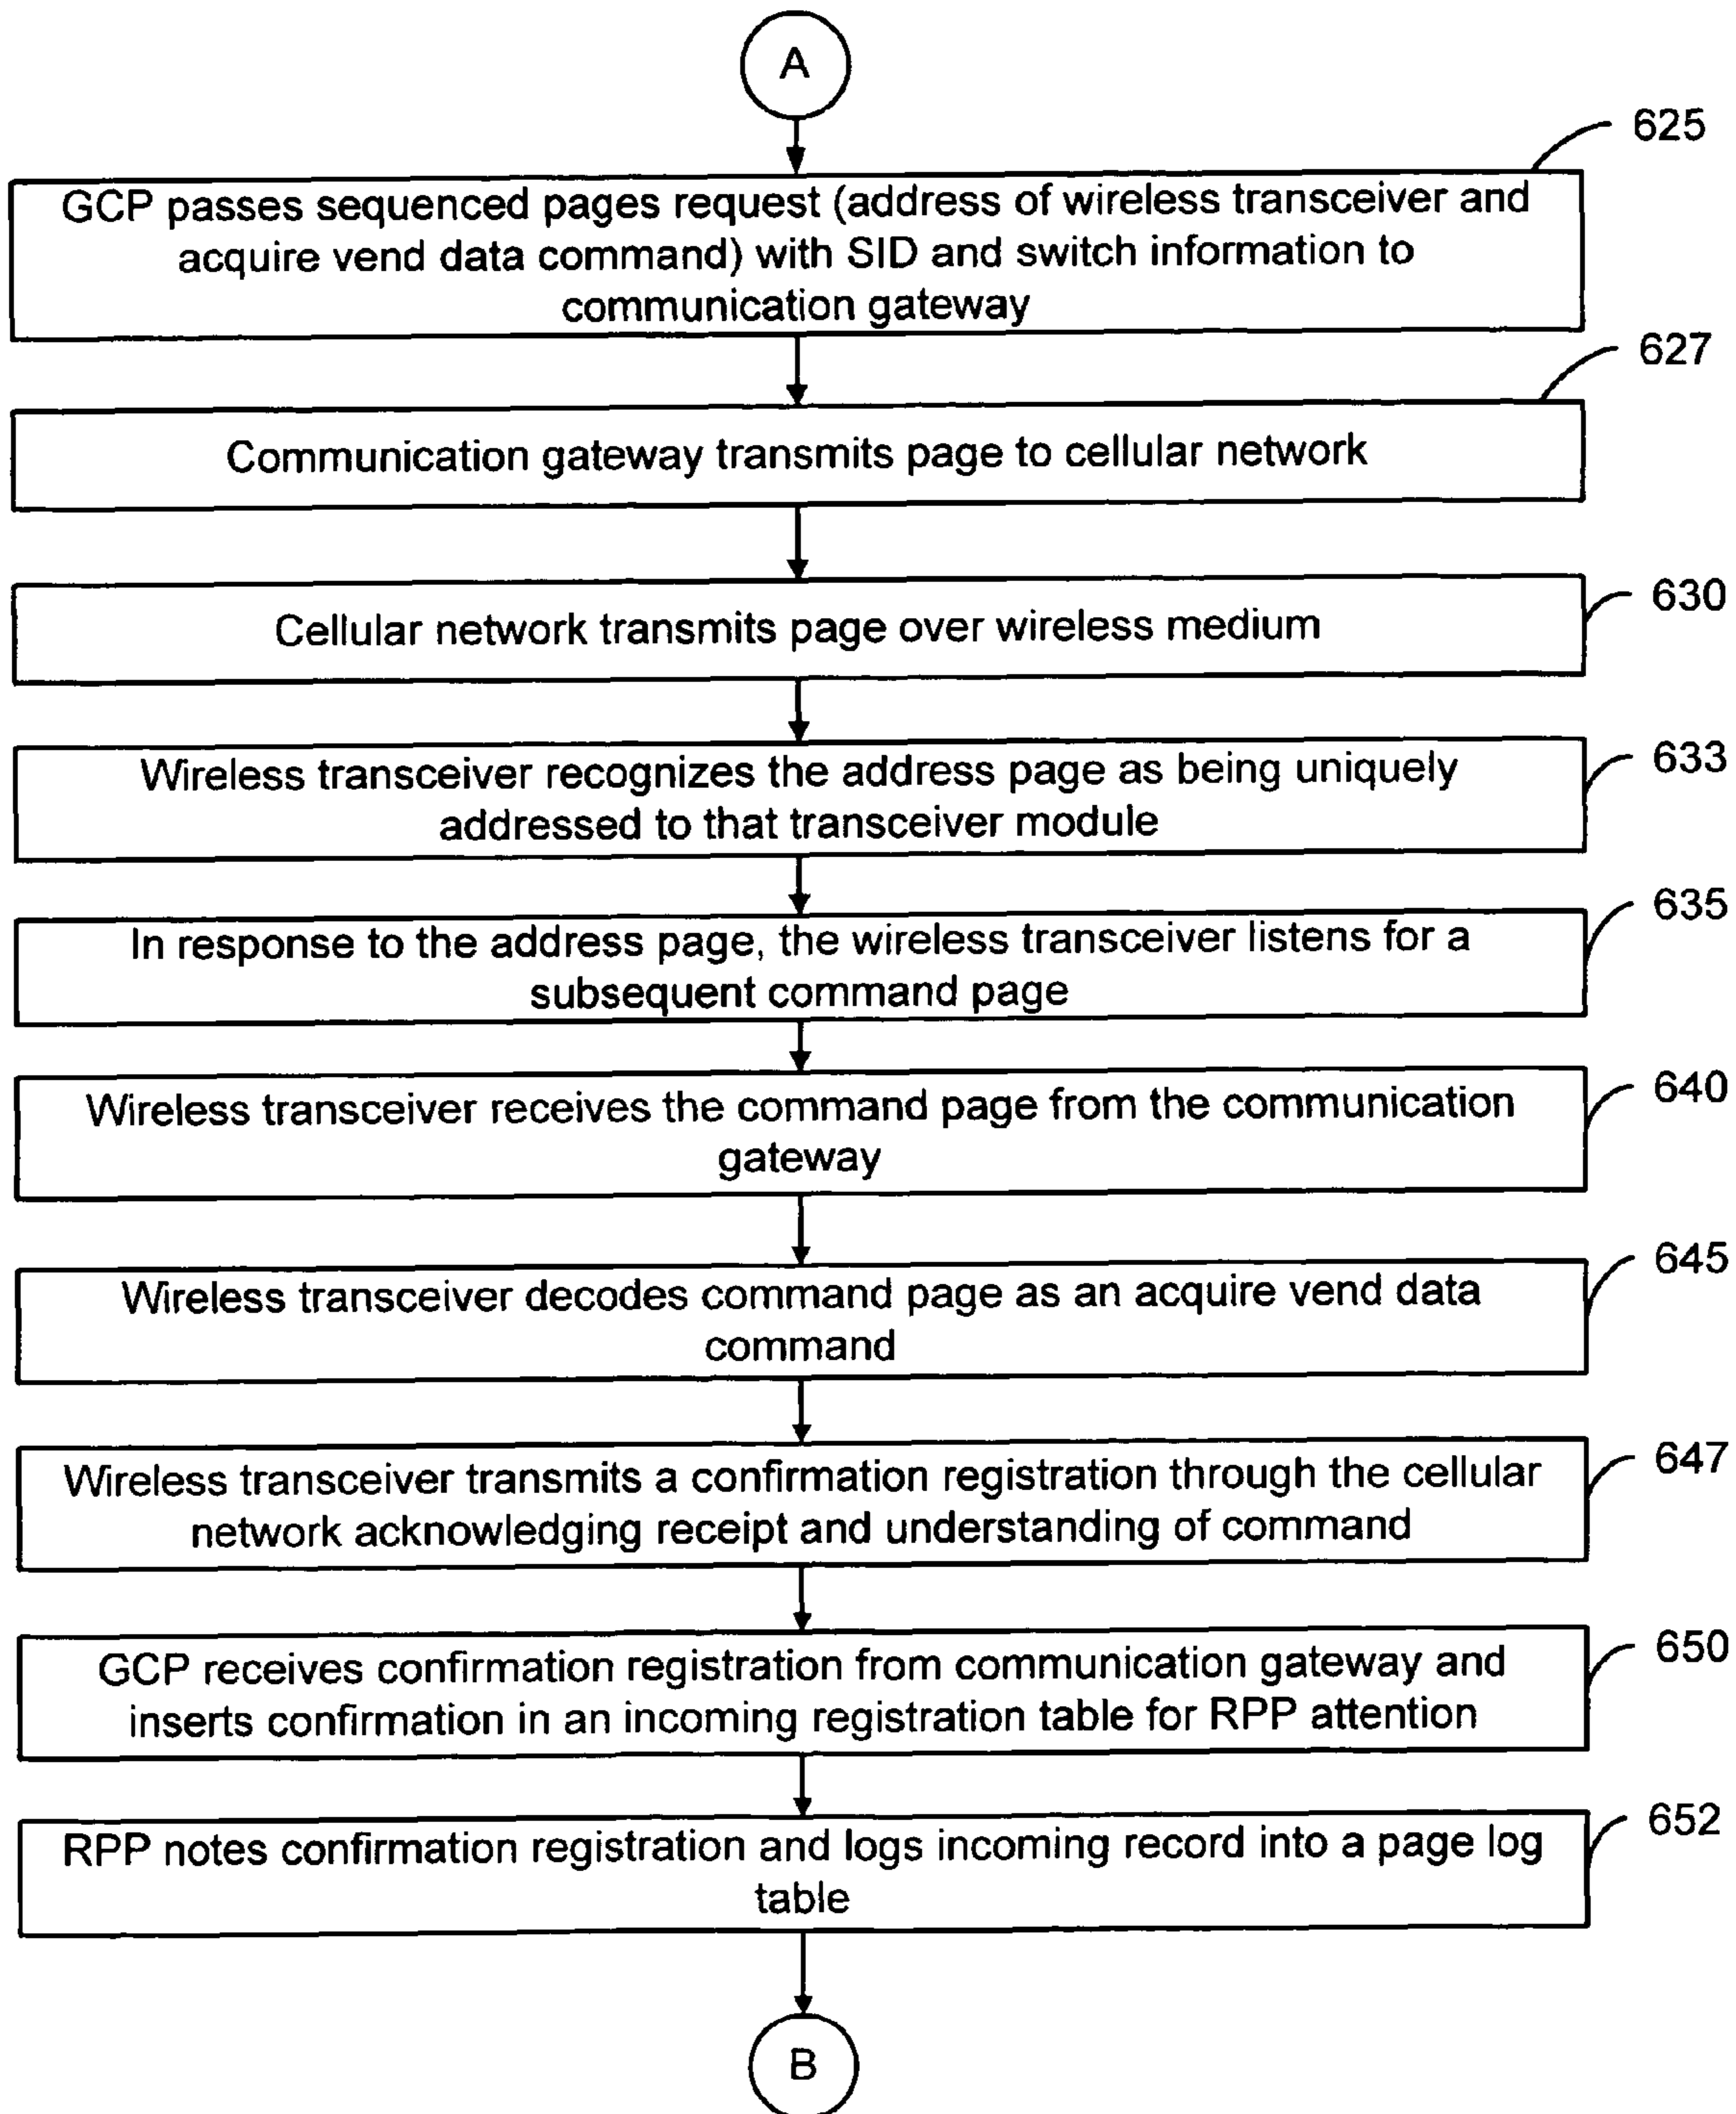 A
625
GCP passes sequenced pages request (address of wireless transceiver and
acquire vend data command) with SID and switch information to
communication gateway
627
Communication gateway transmits page to cellular network
630
Cellular network transmits page over wireless medium
633
Wireless transceiver recognizes the address page as being uniquely
addressed to that transceiver module
635
In response to the address page, the wireless transceiver listens for a
subsequent command page
640
Wireless transceiver receives the command page from the communication
gateway
645
Wireless transceiver decodes command page as an acquire vend data
command
647
Wireless transceiver transmits a confirmation registration through the cellular
network acknowledging receipt and understanding of command
650
GCP receives confirmation registration from communication gateway and
inserts confirmation in an incoming registration table for RPP attention
652
RPP notes confirmation registration and logs incoming record into a page log
table
B